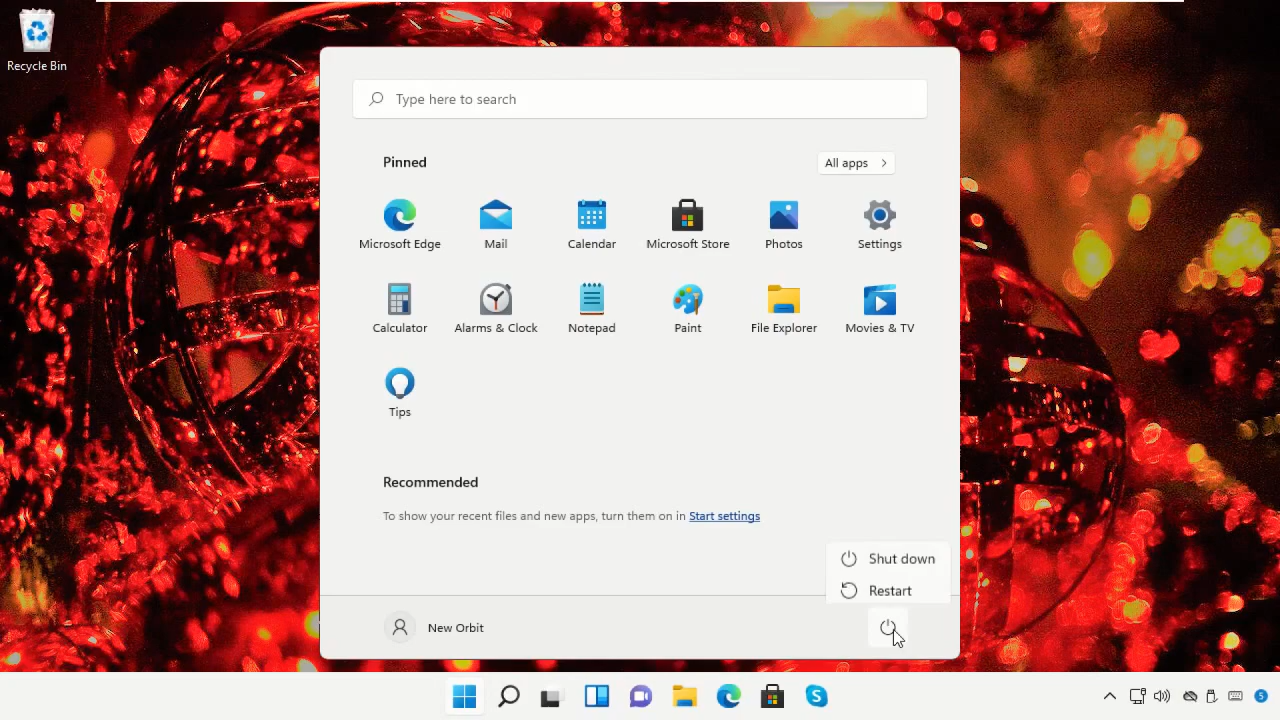 Recycle Bin
Type here to search
Pinned
All apps
Microsoft Edge
Mail
Calendar
Microsoft Store
Photos
Settings
Calculator
Alarms & Clock
Notepad
Paint
File Explorer
Movies & TV
Tips
Recommended
To show your recent files and new apps, turn them on in Start settings
Shut down
Restart
New Orbit
S
5